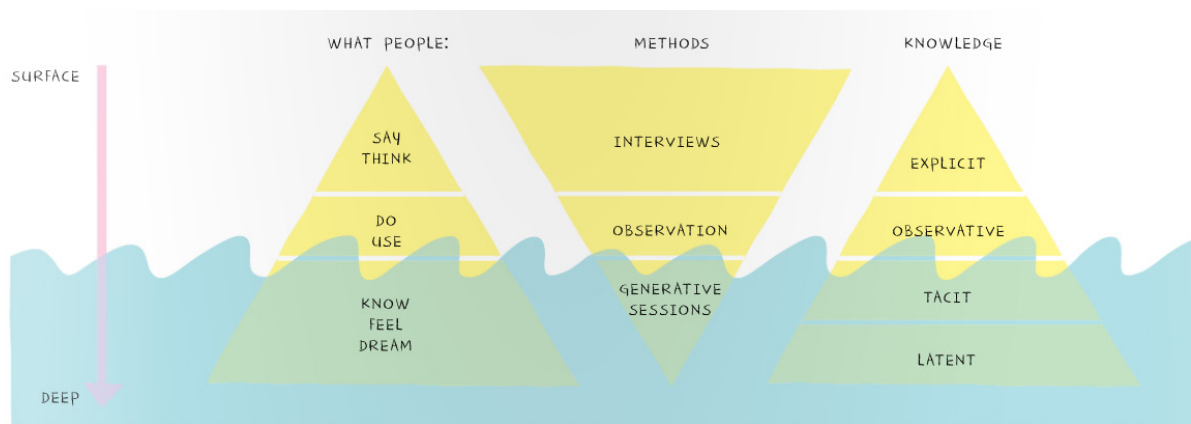 WHAT PEOPLE:
METHODS
KNOWLEDGE
SURFACE
SAY
THINK
INTERVIEWS
EXPLICIT
DO
USE
OBSERVATION
OBSERVATIVE
KNOW
FEEL
DREAM
GENERATIVE
SESSIONS
TACIT
LATENT
DEEP